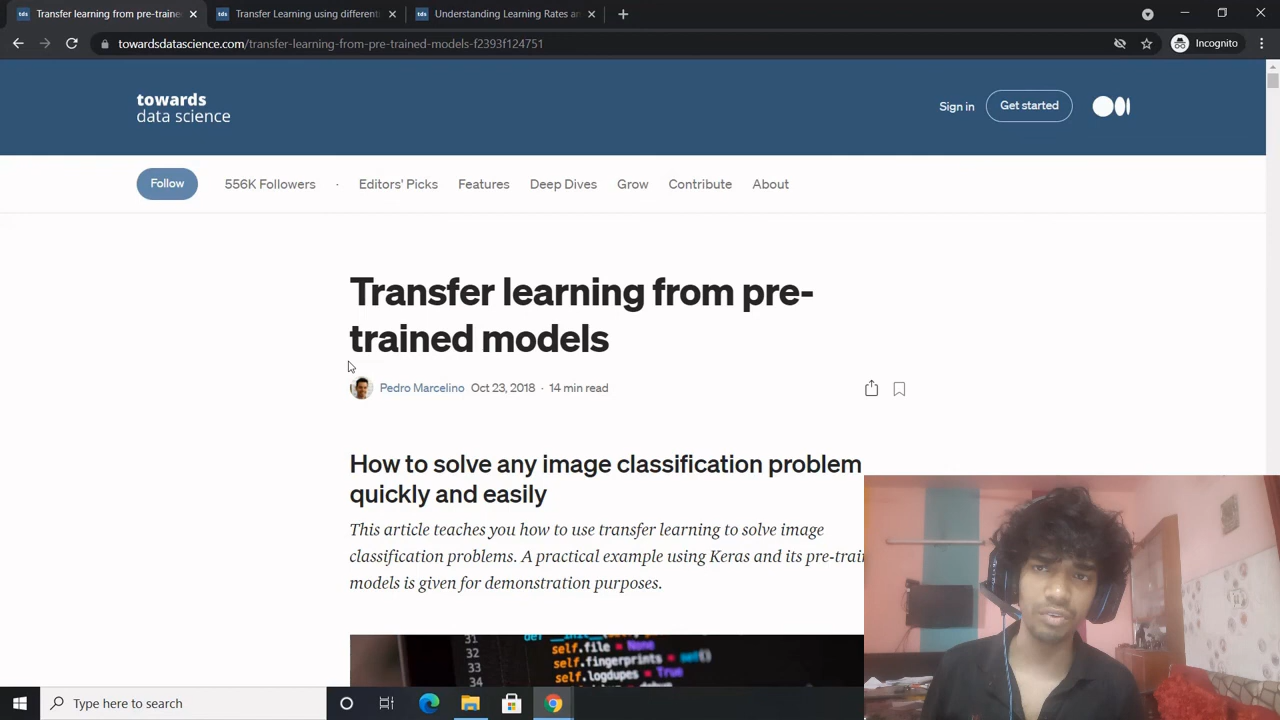 Transfer learning from pre-traine
Transfer Learning using different
Understanding Learning Rates an
towardsdatascience.com/transfer-learning-from-pre-trained-models-f2393f124751
Incognito
towards
data science
Sign in
Get started
Follow
556K Followers
·
Editors' Picks
Features
Deep Dives
Grow
Contribute
About
Transfer learning from pre-
trained models
Pedro Marcelino Oct 23, 2018 · 14 min read
How to solve any image classification problem
quickly and easily
This article teaches you how to use transfer learning to solve image
classification problems. A practical example using Keras and its pre-trai
models is given for demonstration purposes.
31
32 self.file = None
33 self.fingerprints = set()
34 self.logdupes = True
Type here to search